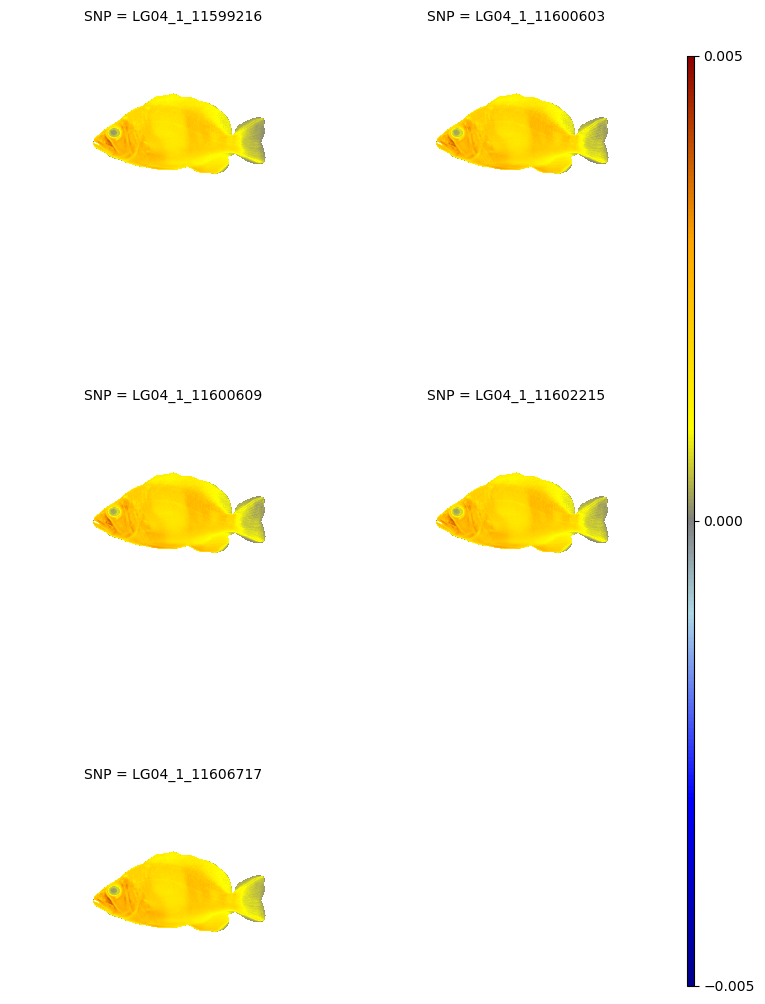 SNP = LG04_1_11599216
SNP = LG04_1_11600603
0.005
SNP = LG04_1_11600609
SNP = LG04_1_11602215
0.000
SNP = LG04_1_11606717
−0.005